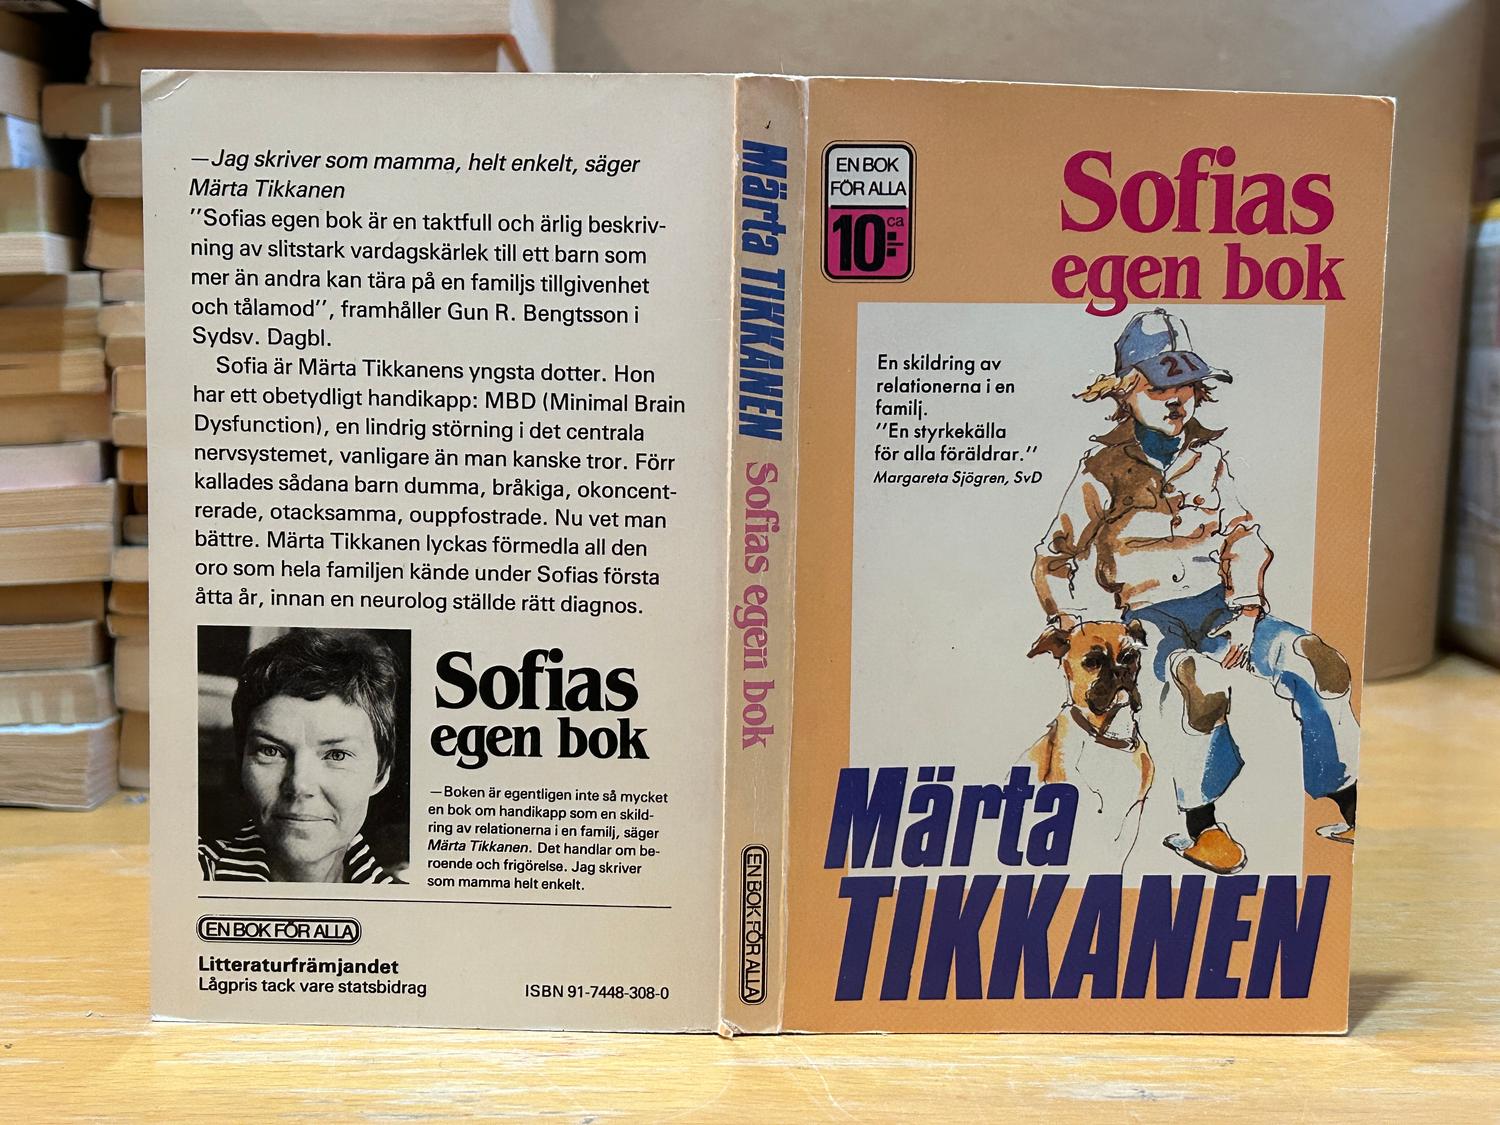 —Jag skriver som mamma, helt enkelt, säger
Märta Tikkanen
"Sofias egen bok är en taktfull och ärlig beskriv-
ning av slitstark vardagskärlek till ett barn som
mer än andra kan tära på en familjs tillgivenhet
och tålamod", framhåller Gun R. Bengtsson i
Sydsv. Dagbl.
Sofia är Märta Tikkanens yngsta dotter. Hon
har ett obetydligt handikapp: MBD (Minimal Brain
Dysfunction), en lindrig störning i det centrala
nervsystemet, vanligare än man kanske tror. Förr
kallades sådana barn dumma, bråkiga, okoncent-
rerade, otacksamma, ouppfostrade. Nu vet man
bättre. Märta Tikkanen lyckas förmedla all den
oro som hela familjen kände under Sofias första
åtta år, innan en neurolog ställde rätt diagnos.
Sofias
egen bok
—Boken är egentligen inte så mycket
en bok om handikapp som en skild-
ring av relationerna i en familj, säger
Märta Tikkanen. Det handlar om be-
roende och frigörelse. Jag skriver
som mamma helt enkelt.
EN BOK FÖR ALLA
Litteraturfrämjandet
Lågpris tack vare statsbidrag
ISBN 91-7448-308-0
Märta TIKKANEN Sofias egen bok
EN BOK FÖR ALLA
EN BOK
FÖR ALLA
ca
10:-
Sofias
egen bok
En skildring av
relationerna i en
familj.
"En styrkekälla
för alla föräldrar."
Margareta Sjögren, SvD
21
Märta
TIKKANEN